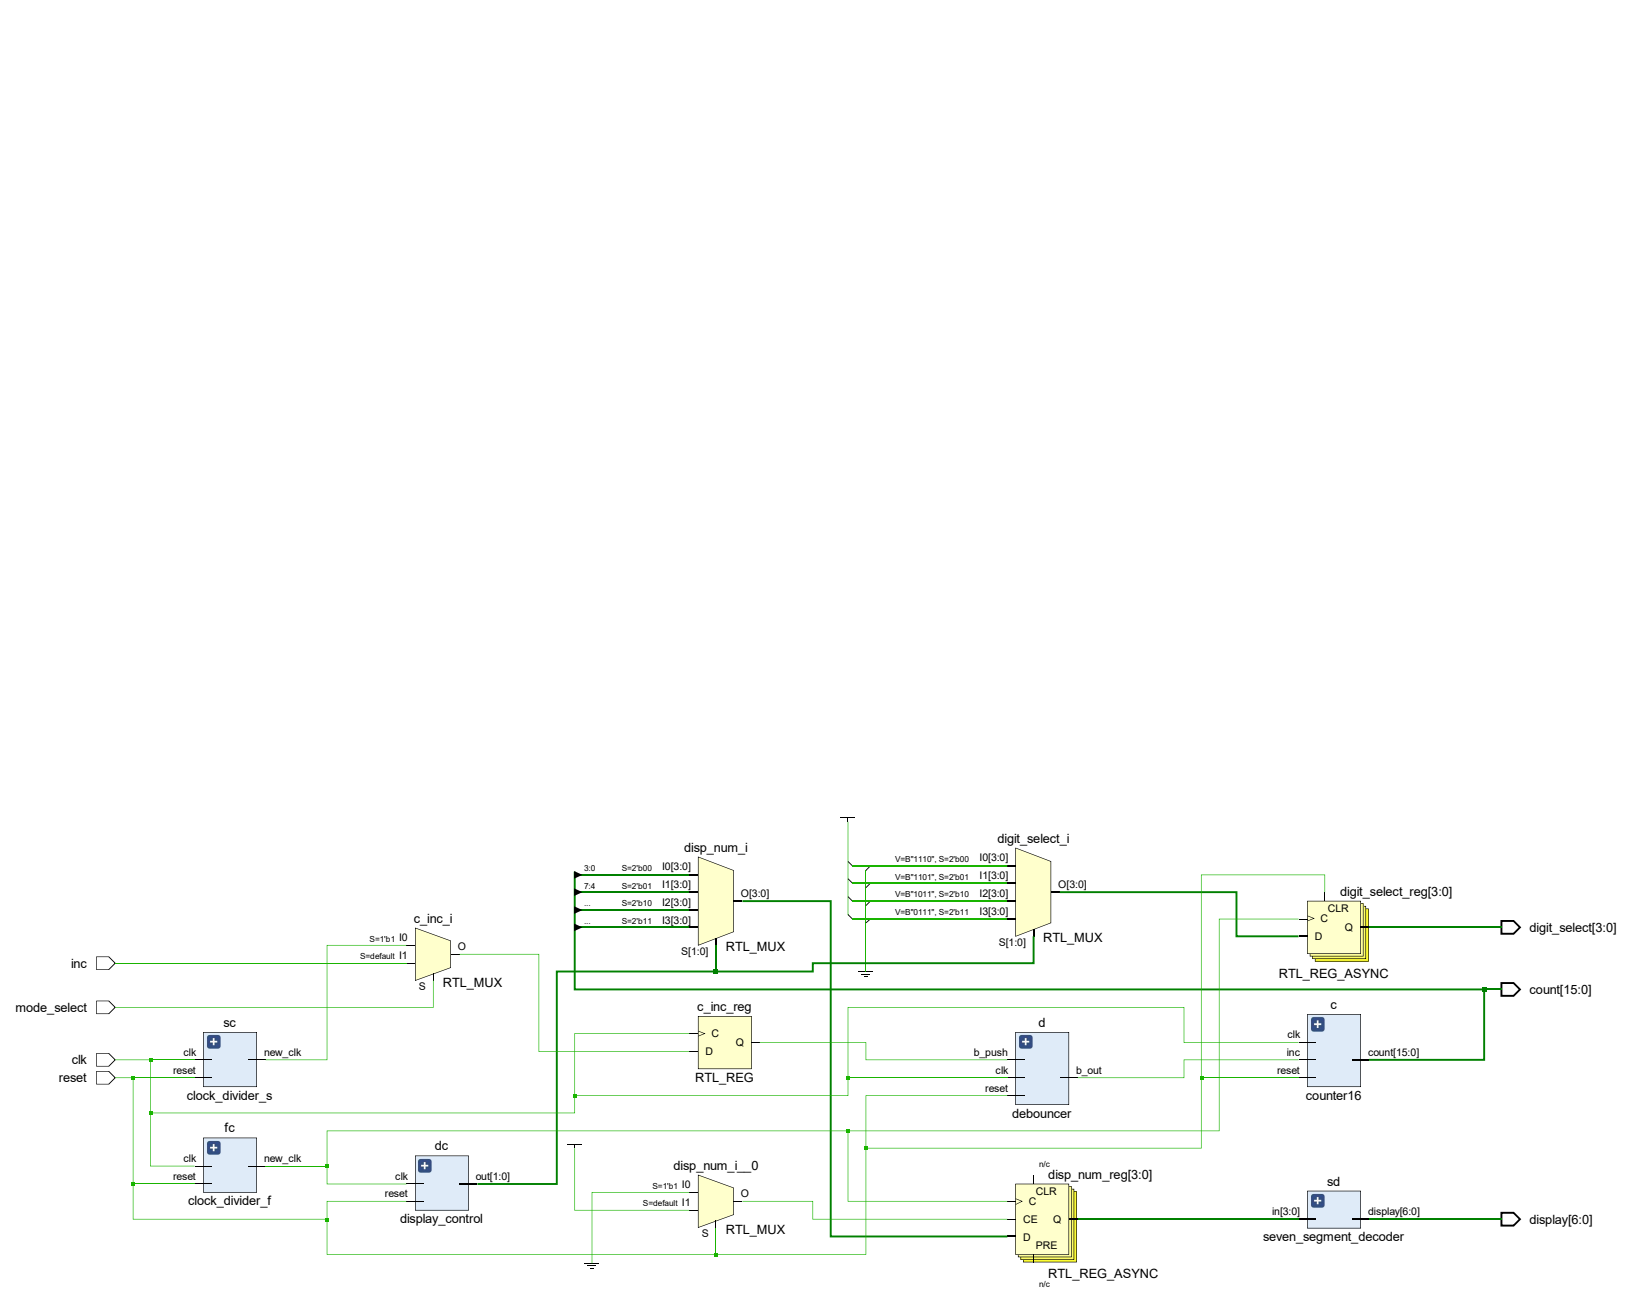 inc
mode_select
clk
reset
sc
clk
reset
new_clk
clock_divider_s
fc
clk
reset
new_clk
clock_divider_f
c_inc_i
S=1'b1 I0
S=default I1
S
O
RTL_MUX
dc
clk
reset
out[1:0]
display_control
disp_num_i
3:0 S=2'b00 I0[3:0]
7:4 S=2'b01 I1[3:0]
... S=2'b10 I2[3:0]
... S=2'b11 I3[3:0]
O[3:0]
S[1:0]
RTL_MUX
c_inc_reg
C
D
Q
RTL_REG
disp_num_i__0
S=1'b1 I0
S=default I1
S
O
RTL_MUX
digit_select_i
V=B"1110", S=2'b00 I0[3:0]
V=B"1101", S=2'b01 I1[3:0]
V=B"1011", S=2'b10 I2[3:0]
V=B"0111", S=2'b11 I3[3:0]
O[3:0]
S[1:0]
RTL_MUX
d
b_push
clk
reset
b_out
debouncer
n/c
disp_num_reg[3:0]
CLR
C
CE
D
Q
PRE
RTL_REG_ASYNC
n/c
digit_select_reg[3:0]
CLR
C
D
Q
RTL_REG_ASYNC
c
clk
inc
reset
count[15:0]
counter16
sd
in[3:0]
display[6:0]
seven_segment_decoder
digit_select[3:0]
count[15:0]
display[6:0]